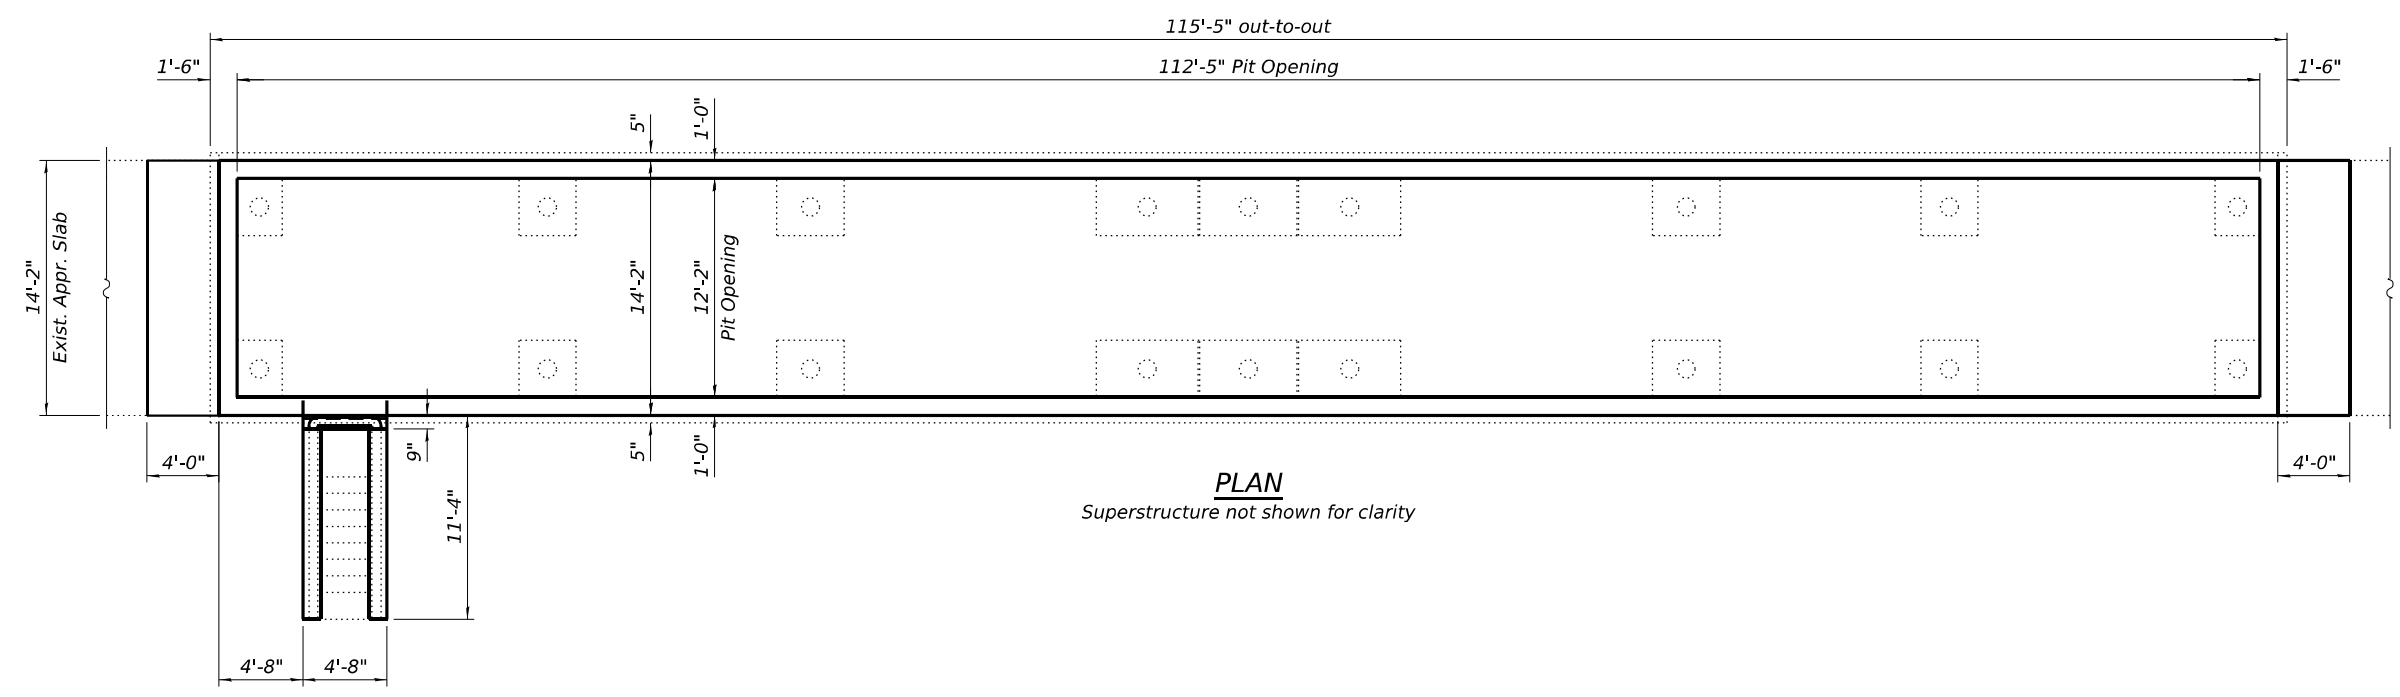 115'-5" out-to-out
1'-6"
112'-5" Pit Opening
1'-6"
5"
1'-0"
14'-2"
Exist. Appr. Slab
14'-2"
12'-2"
Pit Opening
4'-0"
9"
5"
1'-0"
4'-0"
11'-4"
PLAN
Superstructure not shown for clarity
4'-8"
4'-8"